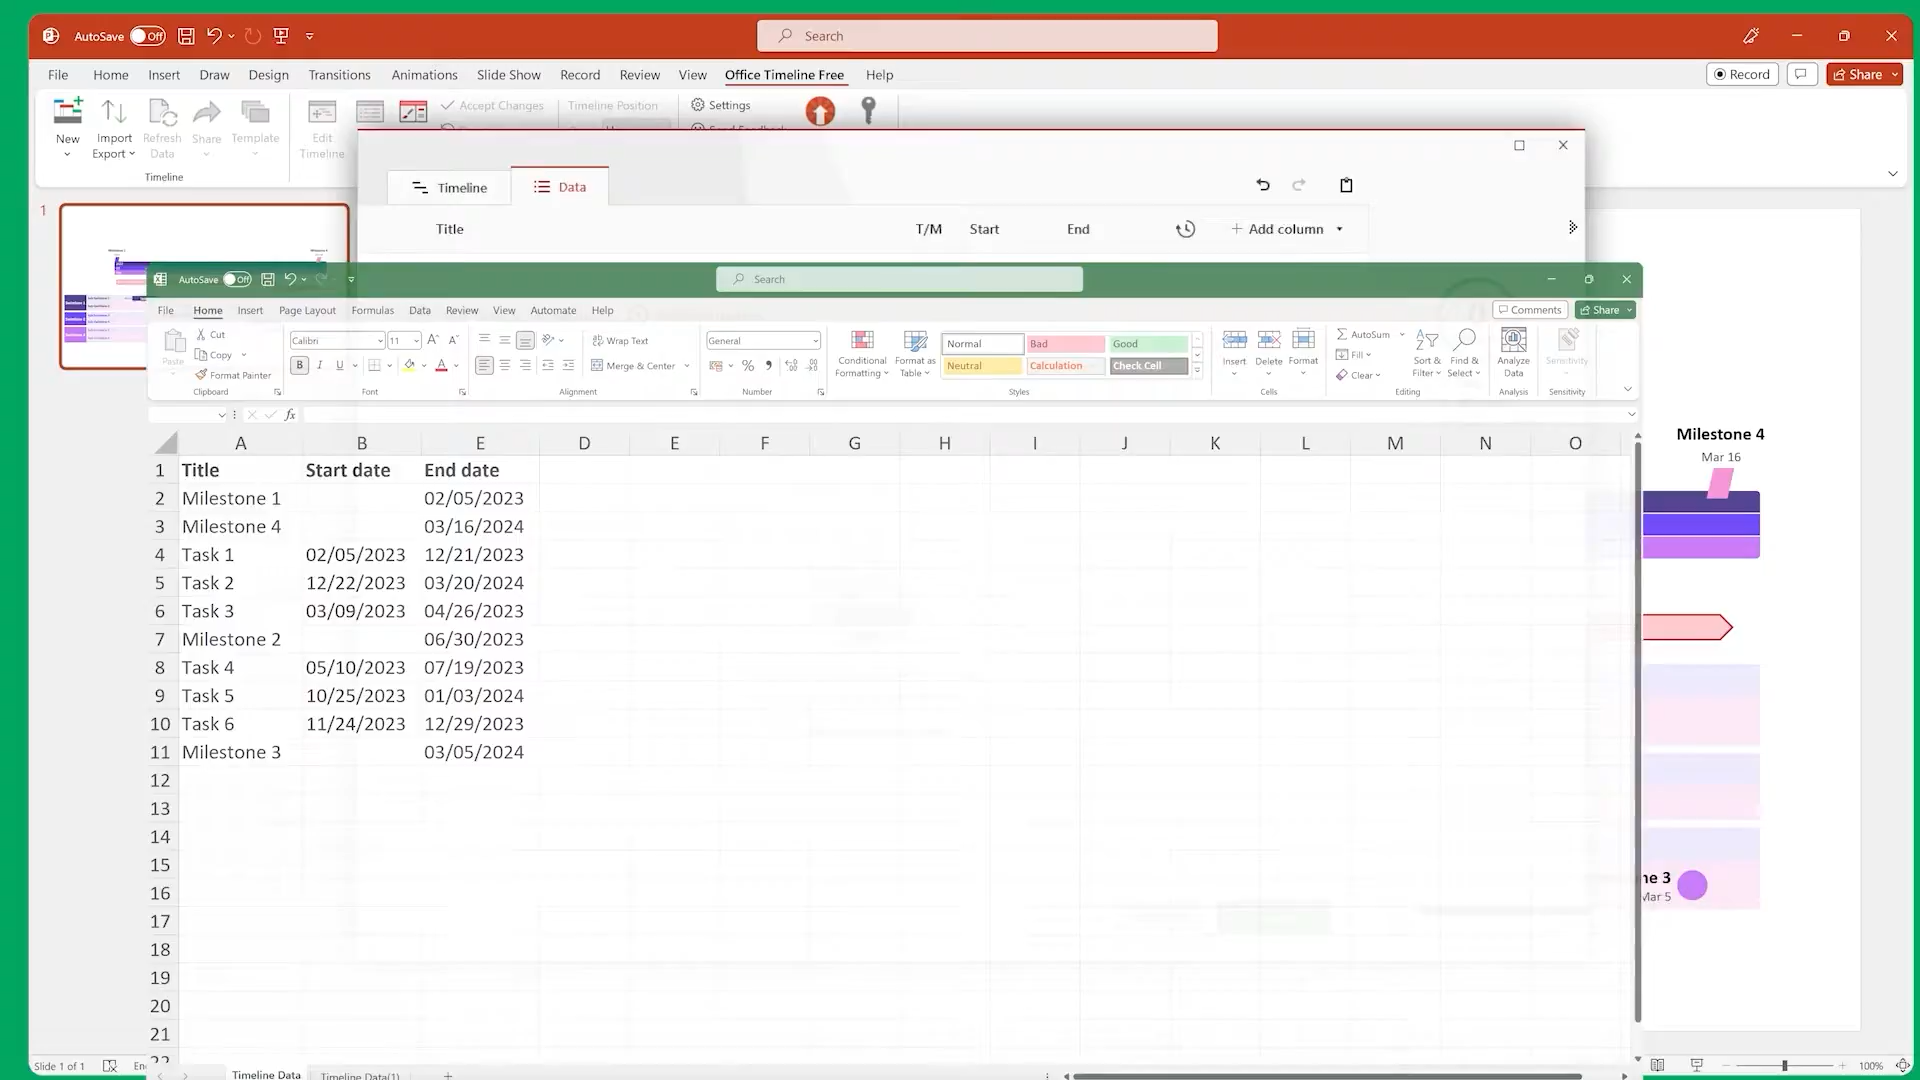 AutoSave Off Search
File Home Insert Draw Design Transitions Animations Slide Show Record Review View Office Timeline Free Help Record Share
New Import Export Refresh Data Share Template Edit Timeline Accept Changes Timeline Position Settings
Timeline
Timeline Data
Title T/M Start End Add column
1
AutoSave Off Search
File Home Insert Page Layout Formulas Data Review View Automate Help Comments Share
Paste Cut Calibri 11 Wrap Text General Conditional Formatting Format as Table Normal Bad Good Insert Delete Format AutoSum Sort & Filter Find & Select Analyze Data Sensitivity
Copy Fill
Format Painter B I U Merge & Center Neutral Calculation Check Cell Clear
Clipboard Font Alignment Number Styles Cells Editing Analysis Sensitivity
fx
A B E D E F G H I J K L M N O
1 Title Start date End date
2 Milestone 1 02/05/2023
3 Milestone 4 03/16/2024
4 Task 1 02/05/2023 12/21/2023
5 Task 2 12/22/2023 03/20/2024
6 Task 3 03/09/2023 04/26/2023
7 Milestone 2 06/30/2023
8 Task 4 05/10/2023 07/19/2023
9 Task 5 10/25/2023 01/03/2024
10 Task 6 11/24/2023 12/29/2023
11 Milestone 3 03/05/2024
12
13
14
15
16
17
18
19
20
21
22
Timeline Data Timeline Data(1)
Milestone 4
Mar 16
ne 3
Mar 5
Slide 1 of 1 En 100%